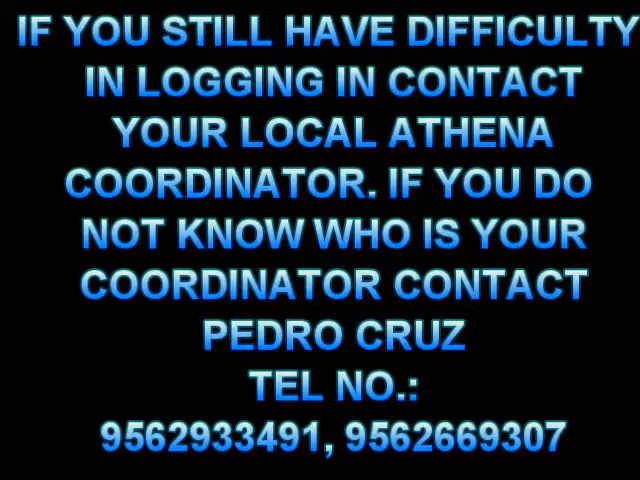 IF YOU STILL HAVE DIFFICULTY
IN LOGGING IN CONTACT
YOUR LOCAL ATHENA
COORDINATOR. IF YOU DO
NOT KNOW WHO IS YOUR
COORDINATOR CONTACT
PEDRO CRUZ
TEL NO.:
9562933491, 9562669307